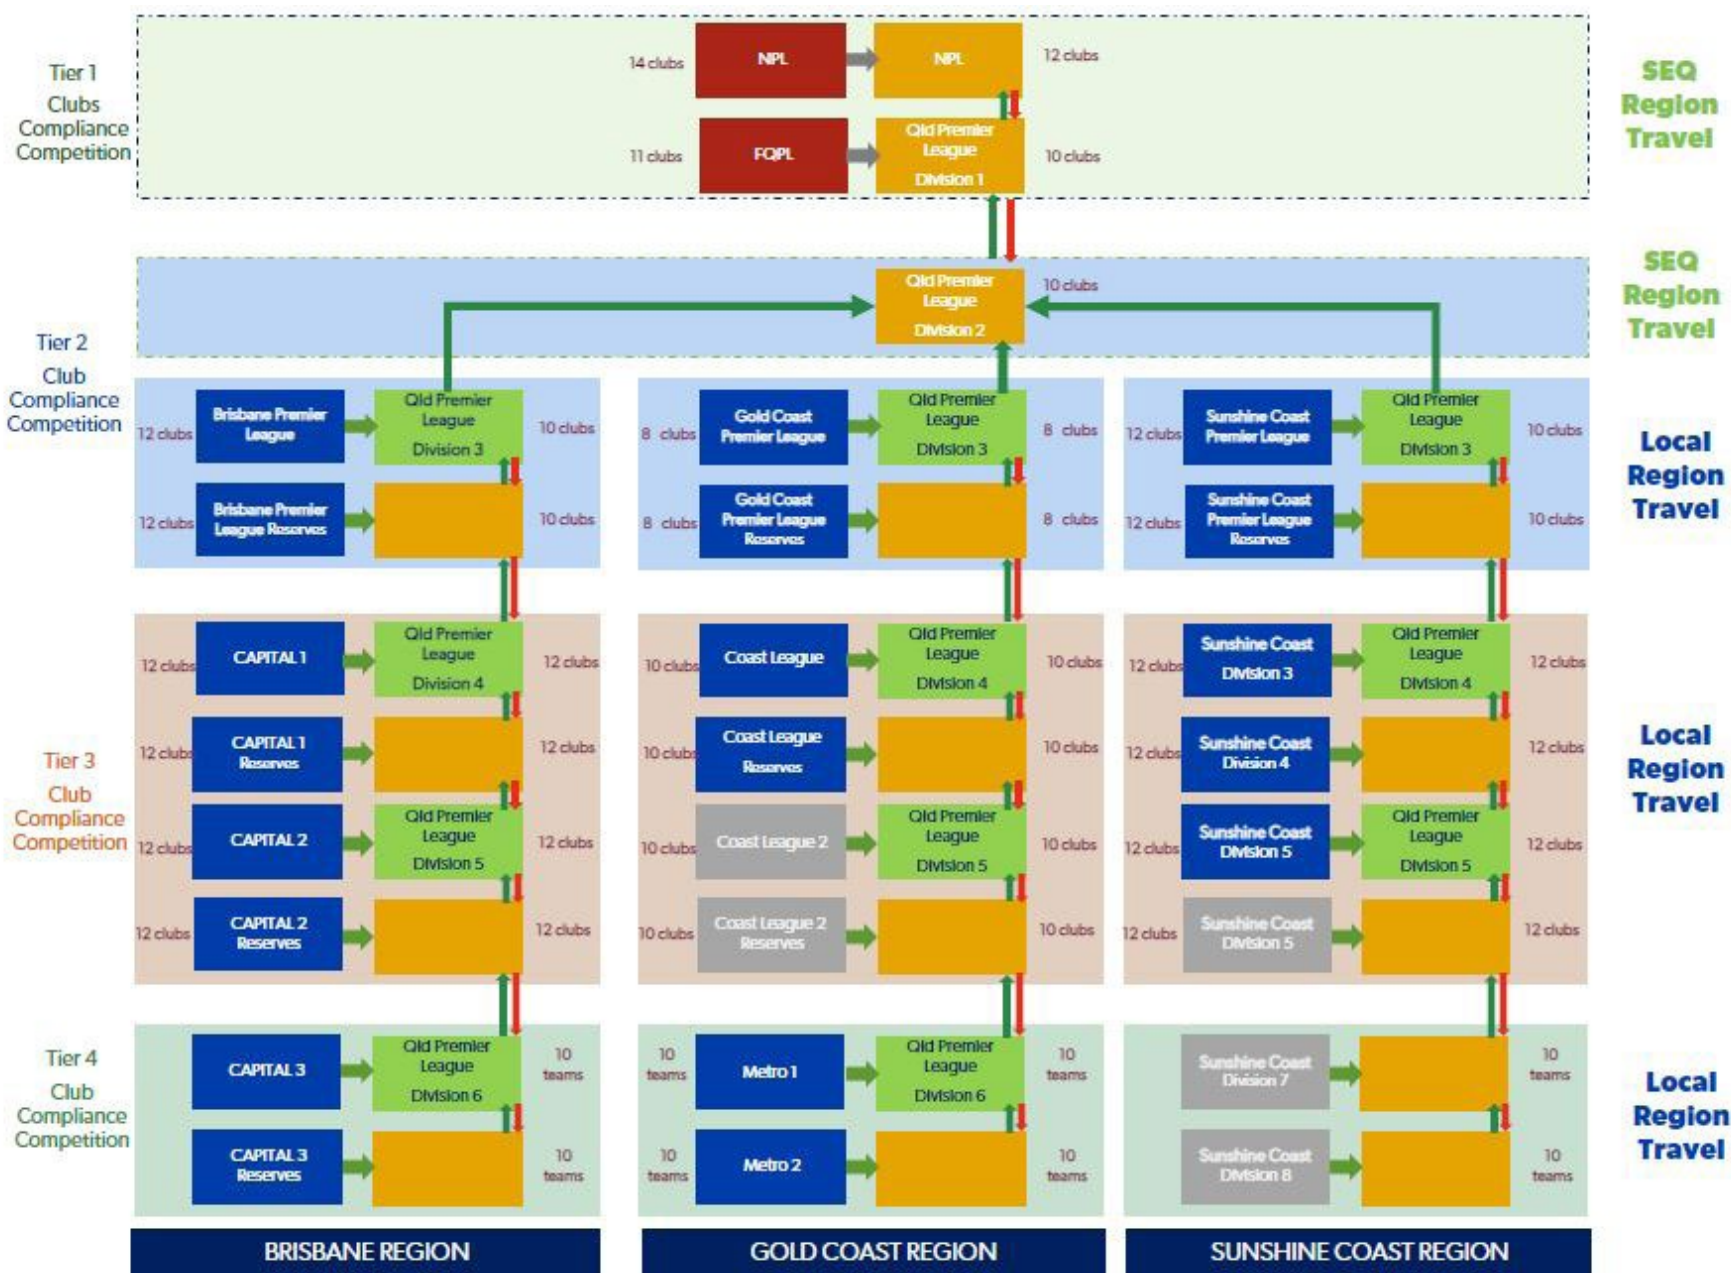 Tier 1
Clubs
Compliance
Competition
14 clubs
NPL
NPL
12 clubs
11 clubs
FQPL
Qld Premier
League
Division 1
10 clubs
SEQ
Region
Travel
Qld Premier
League
Division 2
10 clubs
SEQ
Region
Travel
Tier 2
Club
Compliance
Competition
12 clubs
Brisbane Premier
League
Qld Premier
League
Division 3
10 clubs
8 clubs
Gold Coast
Premier League
Qld Premier
League
Division 3
8 clubs
12 clubs
Sunshine Coast
Premier League
Qld Premier
League
Division 3
10 clubs
12 clubs
Brisbane Premier
League Reserves
10 clubs
8 clubs
Gold Coast
Premier League
Reserves
8 clubs
12 clubs
Sunshine Coast
Premier League
Reserves
10 clubs
Local
Region
Travel
Tier 3
Club
Compliance
Competition
12 clubs
CAPITAL 1
Qld Premier
League
Division 4
12 clubs
10 clubs
Coast League
Qld Premier
League
Division 4
10 clubs
12 clubs
Sunshine Coast
Division 3
Qld Premier
League
Division 4
12 clubs
12 clubs
CAPITAL 1
Reserves
12 clubs
10 clubs
Coast League
Reserves
10 clubs
12 clubs
Sunshine Coast
Division 4
12 clubs
12 clubs
CAPITAL 2
Qld Premier
League
Division 5
12 clubs
10 clubs
Coast League 2
Qld Premier
League
Division 5
10 clubs
12 clubs
Sunshine Coast
Division 5
Qld Premier
League
Division 5
12 clubs
12 clubs
CAPITAL 2
Reserves
12 clubs
10 clubs
Coast League 2
Reserves
10 clubs
12 clubs
Sunshine Coast
Division 5
12 clubs
Local
Region
Travel
Tier 4
Club
Compliance
Competition
CAPITAL 3
Qld Premier
League
Division 6
10
teams
10
teams
Metro 1
Qld Premier
League
Division 6
10
teams
Sunshine Coast
Division 7
10
teams
CAPITAL 3
Reserves
10
teams
10
teams
Metro 2
10
teams
Sunshine Coast
Division 8
10
teams
Local
Region
Travel
BRISBANE REGION
GOLD COAST REGION
SUNSHINE COAST REGION